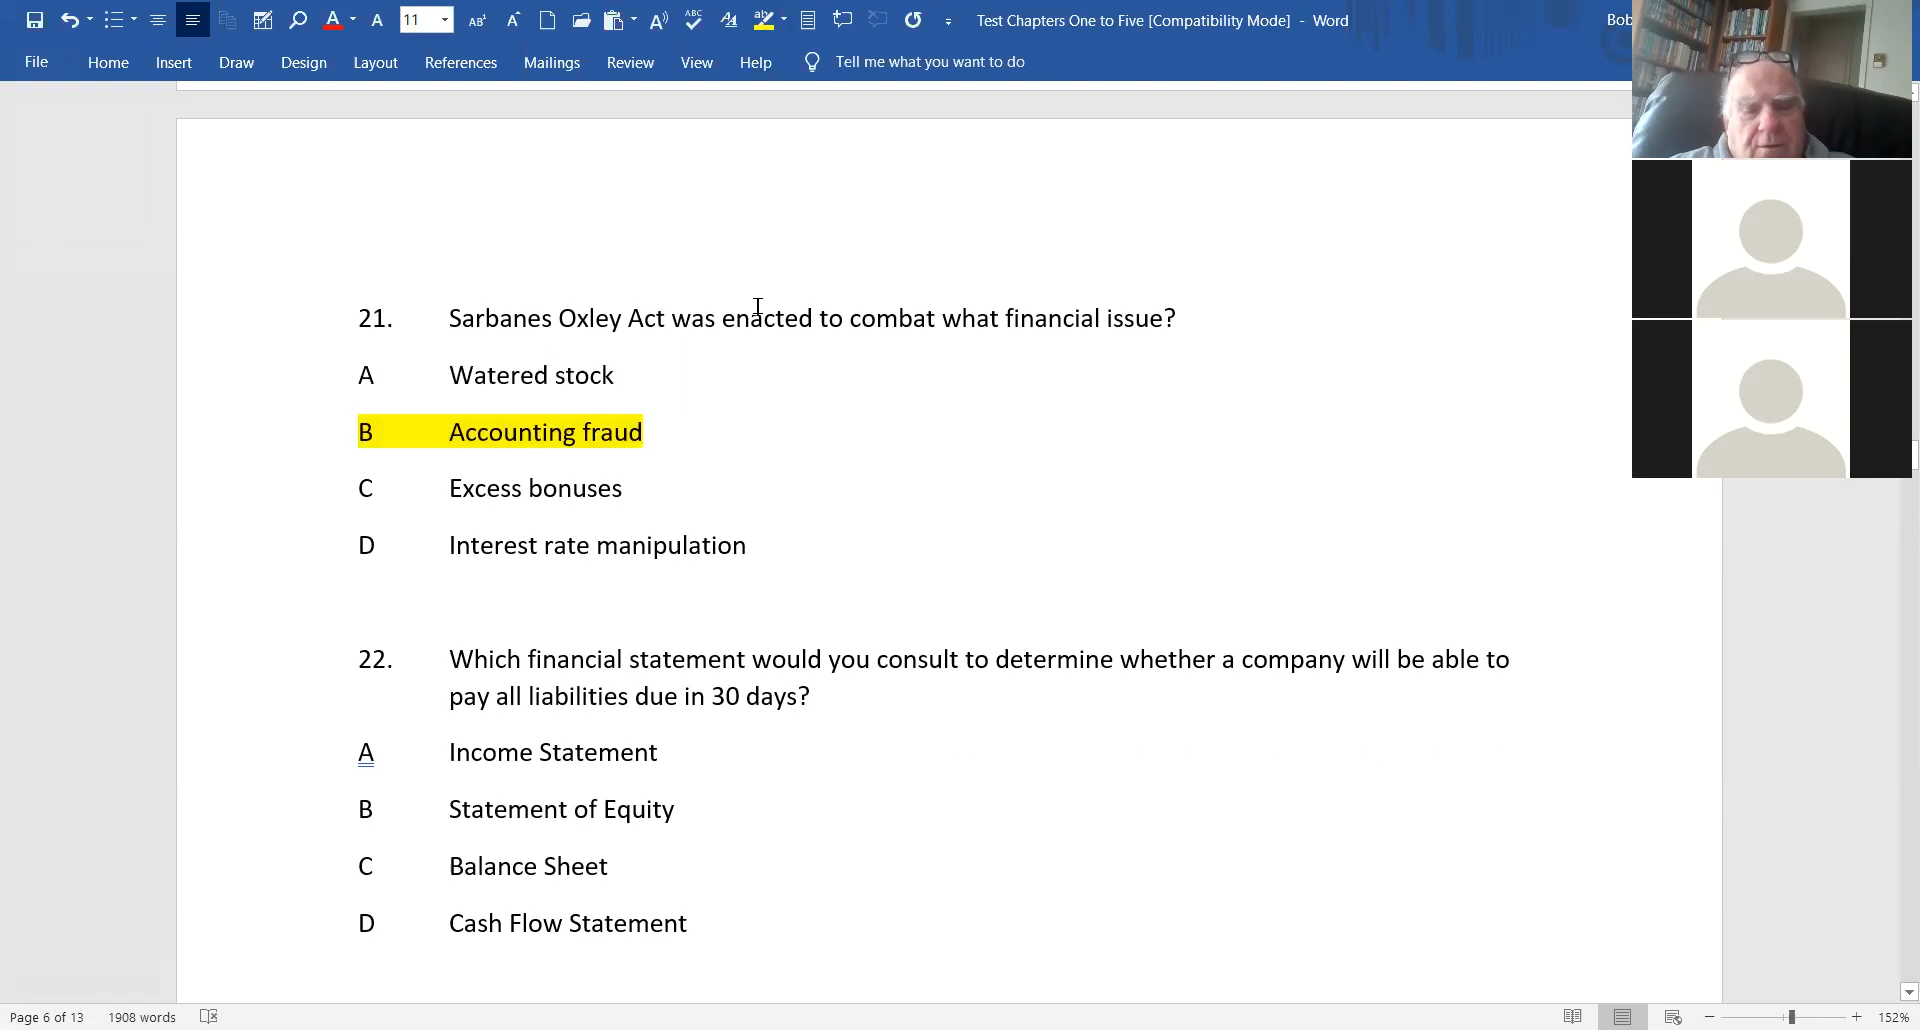 11
Test Chapters One to Five [Compatibility Mode] - Word
Bob
File Home Insert Draw Design Layout References Mailings Review View Help Tell me what you want to do
21. Sarbanes Oxley Act was enacted to combat what financial issue?
A Watered stock
B Accounting fraud
C Excess bonuses
D Interest rate manipulation
22. Which financial statement would you consult to determine whether a company will be able to
pay all liabilities due in 30 days?
A Income Statement
B Statement of Equity
C Balance Sheet
D Cash Flow Statement
Page 6 of 13 1908 words 152%